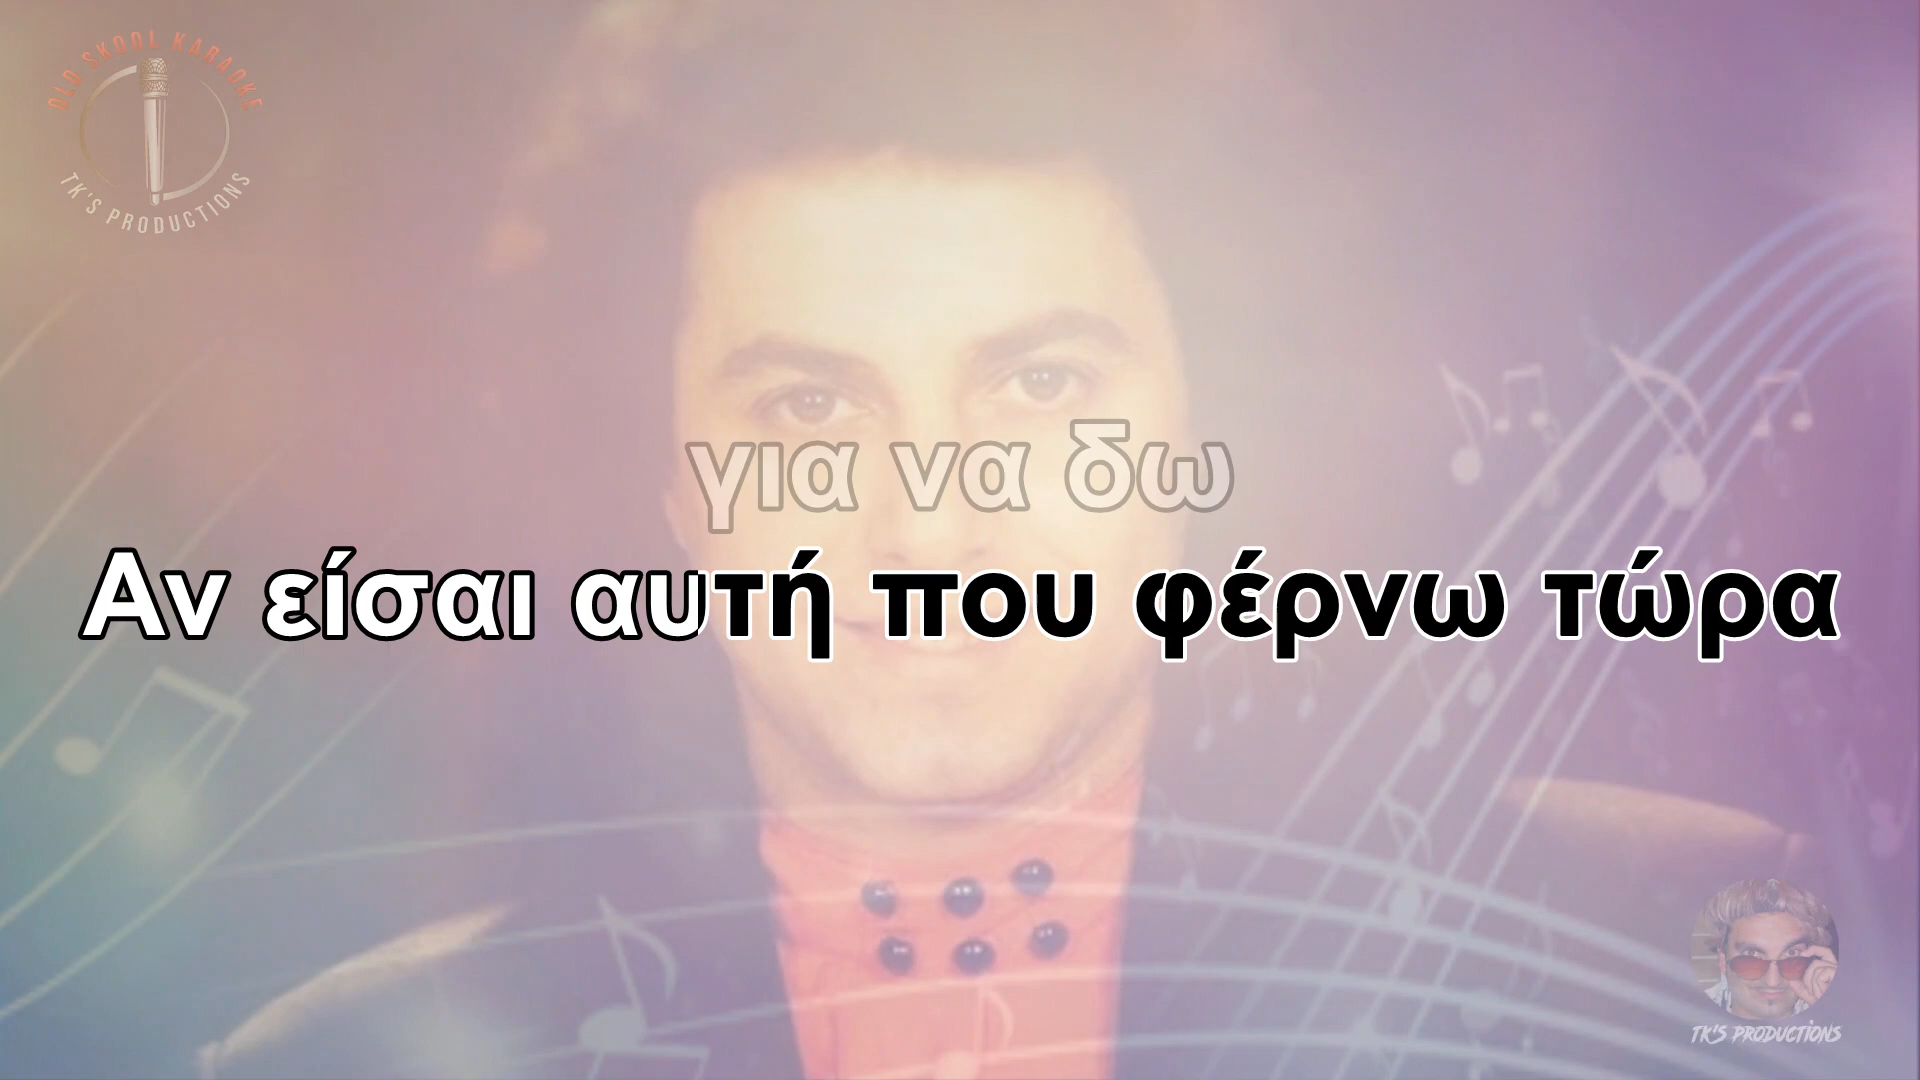 OLD SKOOL KARAOKE
TK'S PRODUCTIONS
για να δω
Αν είσαι αυτή που φέρνω τώρα
TK'S PRODUCTIONS